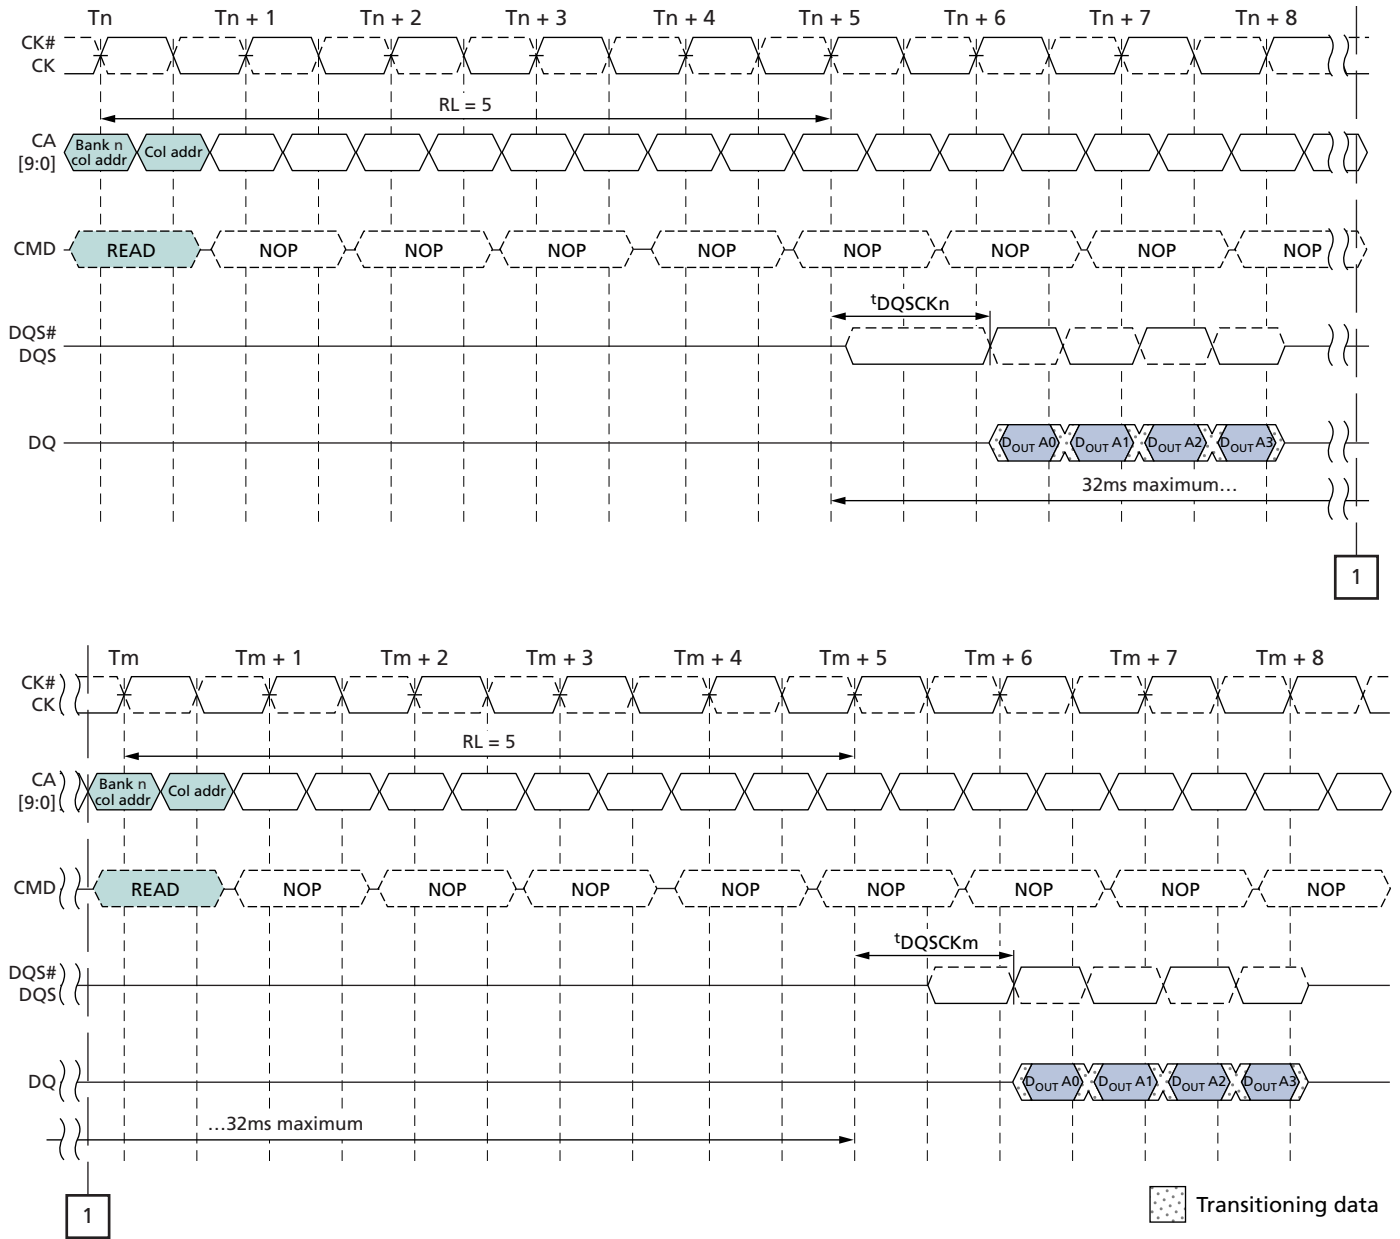 Tn Tn + 1 Tn + 2 Tn + 3 Tn + 4 Tn + 5 Tn + 6 Tn + 7 Tn + 8
CK#
CK
RL = 5
CA
[9:0]
Bank n
col addr
Col addr
CMD READ NOP NOP NOP NOP NOP NOP NOP NOP
tDQSCKn
DQS#
DQS
DQ DOUT A0 DOUT A1 DOUT A2 DOUT A3
32ms maximum…
1
Tm Tm + 1 Tm + 2 Tm + 3 Tm + 4 Tm + 5 Tm + 6 Tm + 7 Tm + 8
CK#
CK
RL = 5
CA
[9:0]
Bank n
col addr
Col addr
CMD READ NOP NOP NOP NOP NOP NOP NOP NOP
tDQSCKm
DQS#
DQS
DQ DOUT A0 DOUT A1 DOUT A2 DOUT A3
…32ms maximum
1
Transitioning data